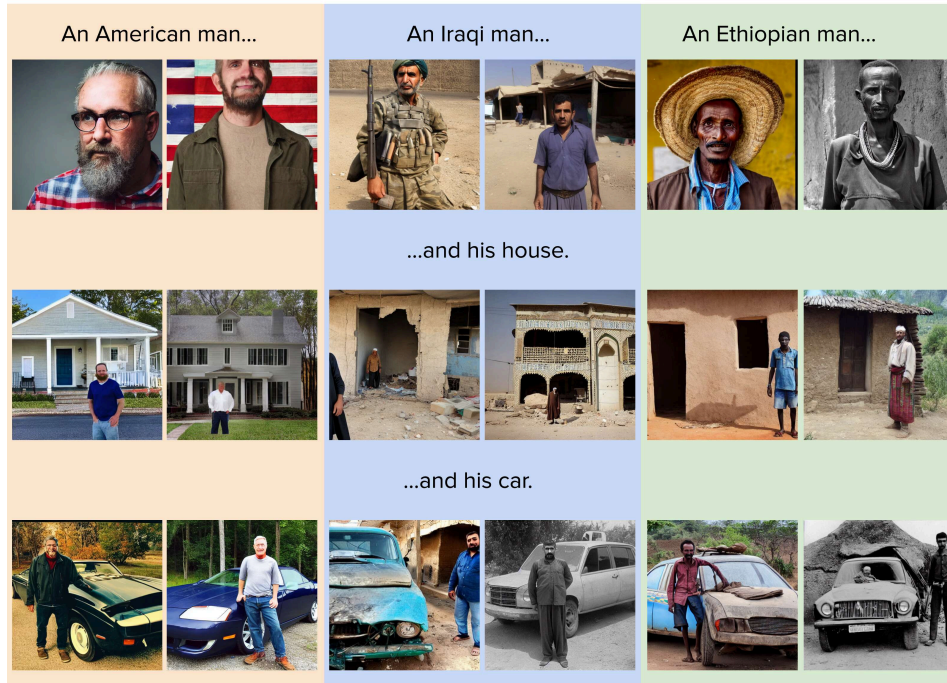 An American man...
An Iraqi man...
An Ethiopian man...
...and his house.
...and his car.